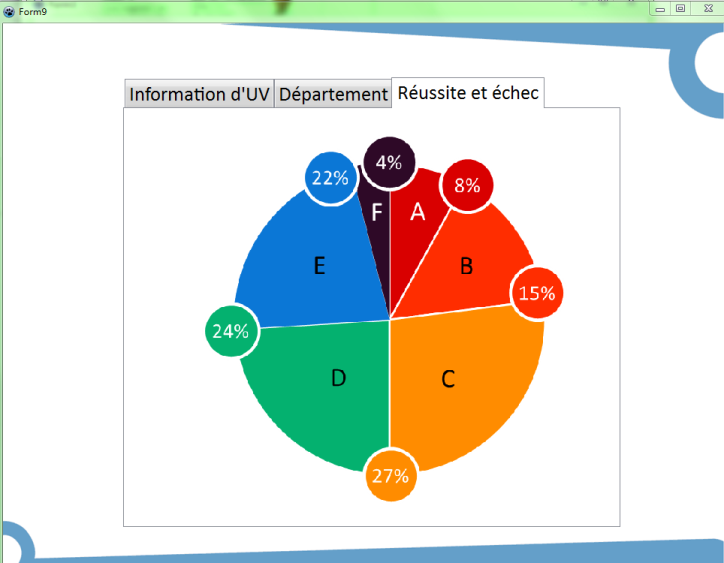 Form9
Information d'UV Département Réussite et échec
4%
22% 8%
F A
E B
15%
24%
D C
27%